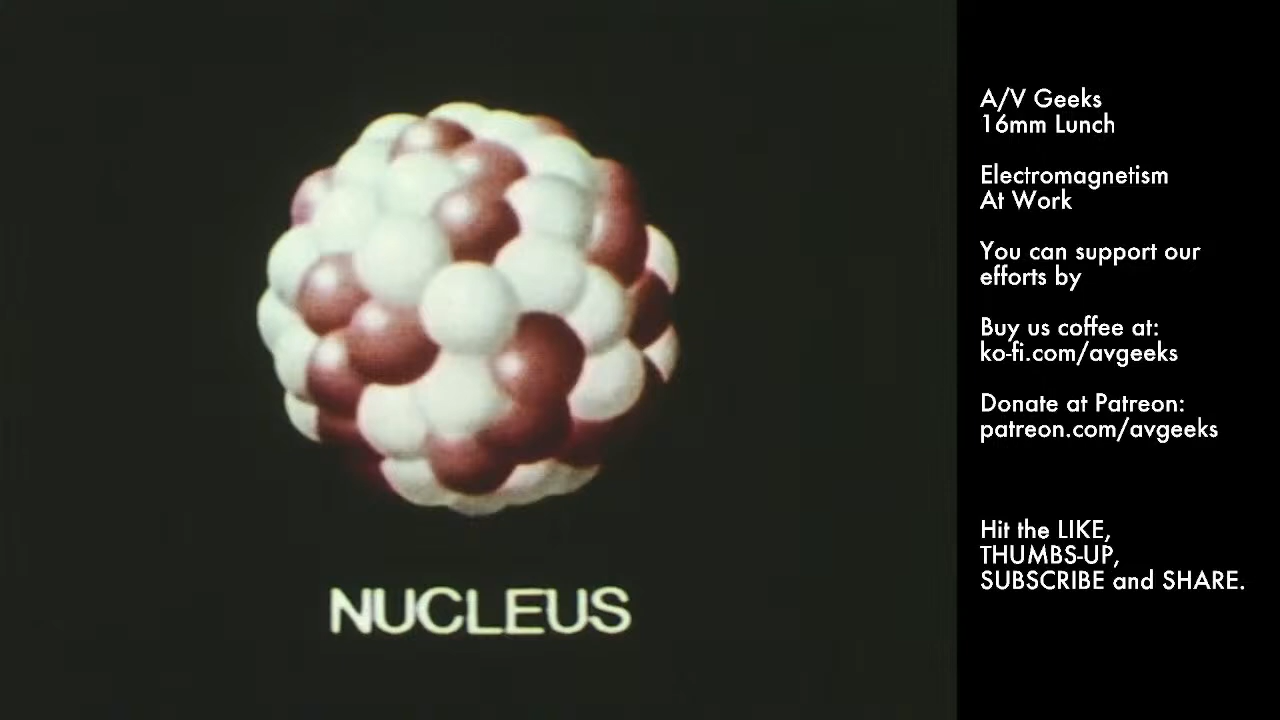 NUCLEUS
A/V Geeks
16mm Lunch
Electromagnetism
At Work
You can support our
efforts by
Buy us coffee at:
ko-fi.com/avgeeks
Donate at Patreon:
patreon.com/avgeeks
Hit the LIKE,
THUMBS-UP,
SUBSCRIBE and SHARE.